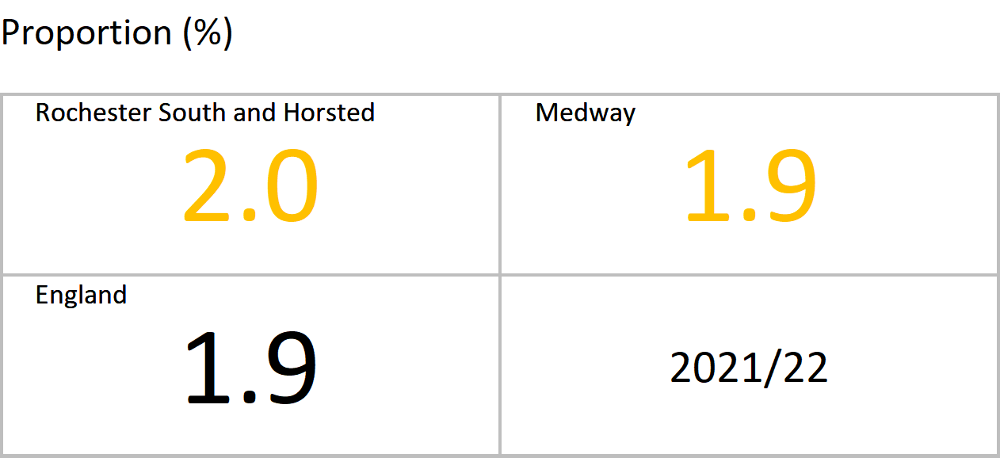 Proportion (%)
Rochester South and Horsted
2.0
Medway
1.9
England
1.9
2021/22